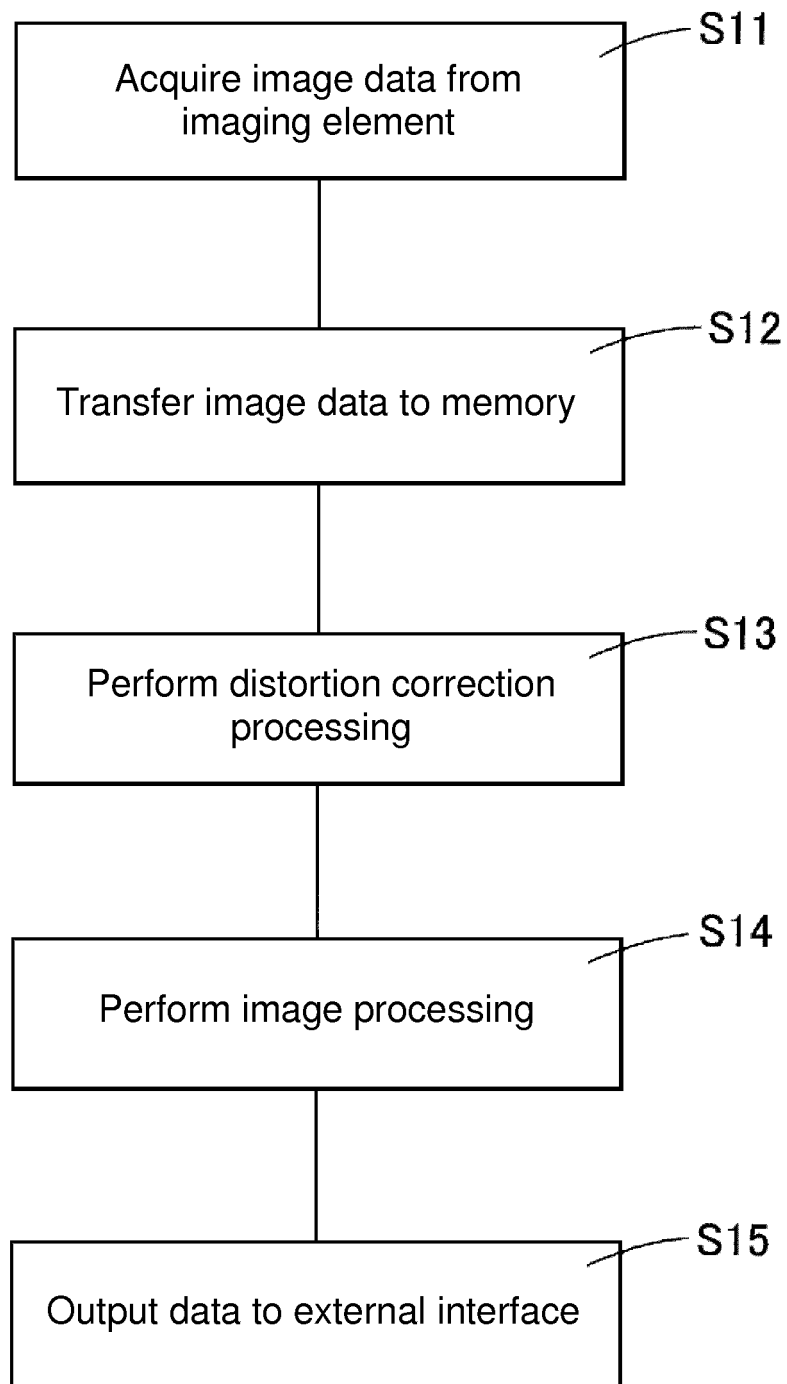 S11
Acquire image data from
imaging element
S12
Transfer image data to memory
S13
Perform distortion correction
processing
S14
Perform image processing
S15
Output data to external interface